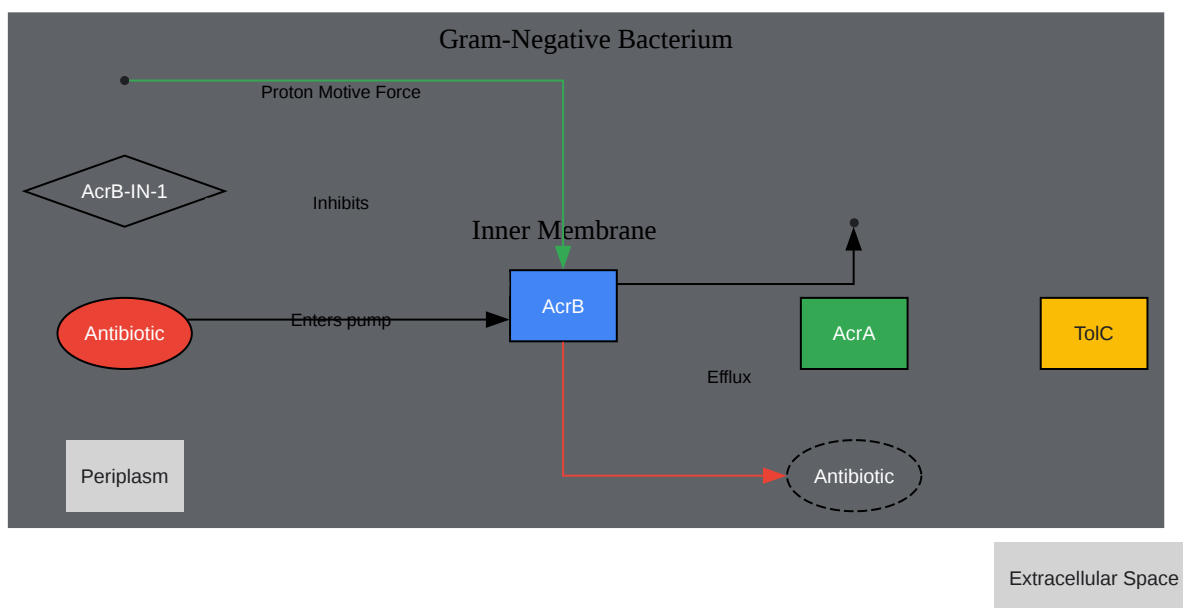 Gram-Negative Bacterium
Proton Motive Force
AcrB-IN-1
Inhibits
Inner Membrane
AcrB
Enters pump
Antibiotic
AcrA
TolC
Efflux
Periplasm
Antibiotic
Extracellular Space